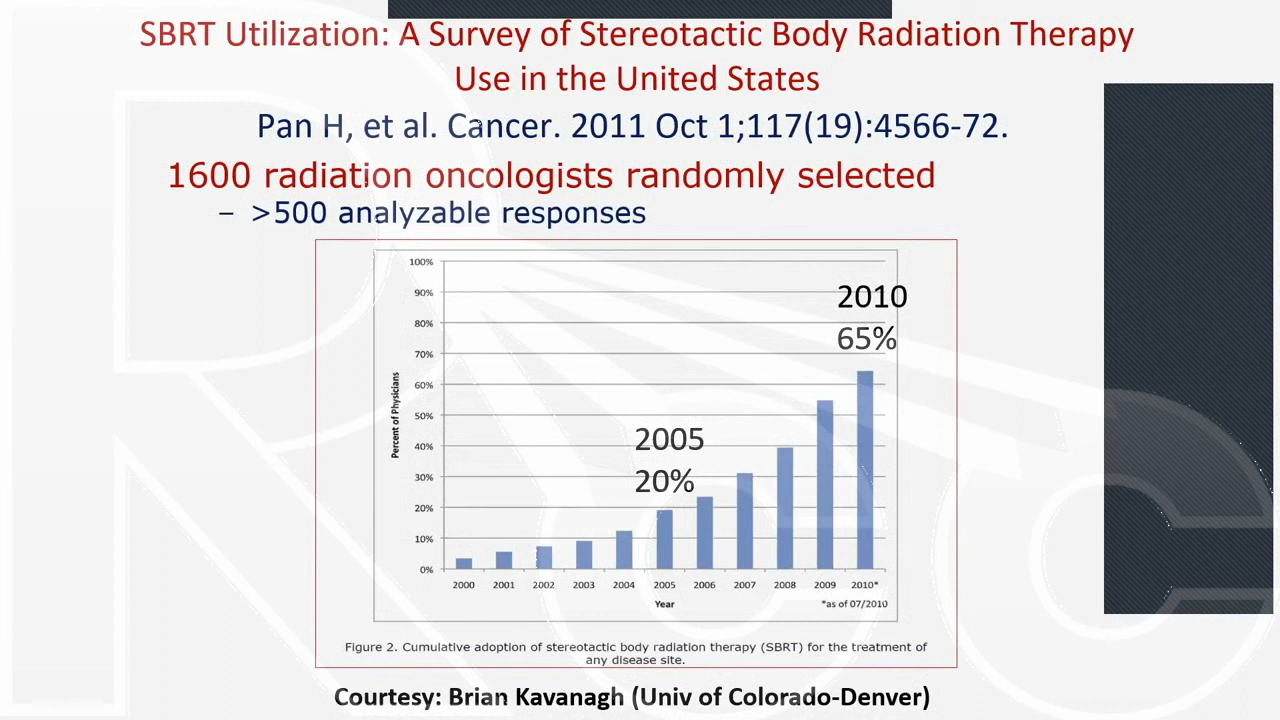 SBRT Utilization: A Survey of Stereotactic Body Radiation Therapy
Use in the United States
Pan H, et al. Cancer. 2011 Oct 1;117(19):4566-72.
1600 radiation oncologists randomly selected
– >500 analyzable responses
100%
90%
80%
70%
60%
50%
40%
30%
20%
10%
0%
Percent of Physicians
2010
65%
2005
20%
2000 2001 2002 2003 2004 2005 2006 2007 2008 2009 2010*
Year
*as of 07/2010
Figure 2. Cumulative adoption of stereotactic body radiation therapy (SBRT) for the treatment of
any disease site.
Courtesy: Brian Kavanagh (Univ of Colorado-Denver)